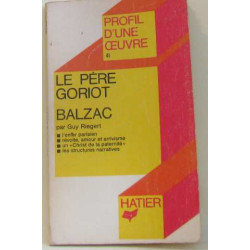 PROFIL
D'UNE
ŒUVRE
41
LE PÈRE
GORIOT
BALZAC
par Guy Riegert
l'enfer parisien
révolte, amour et arrivisme
un «Christ de la paternité»
les structures narratives
HATIER